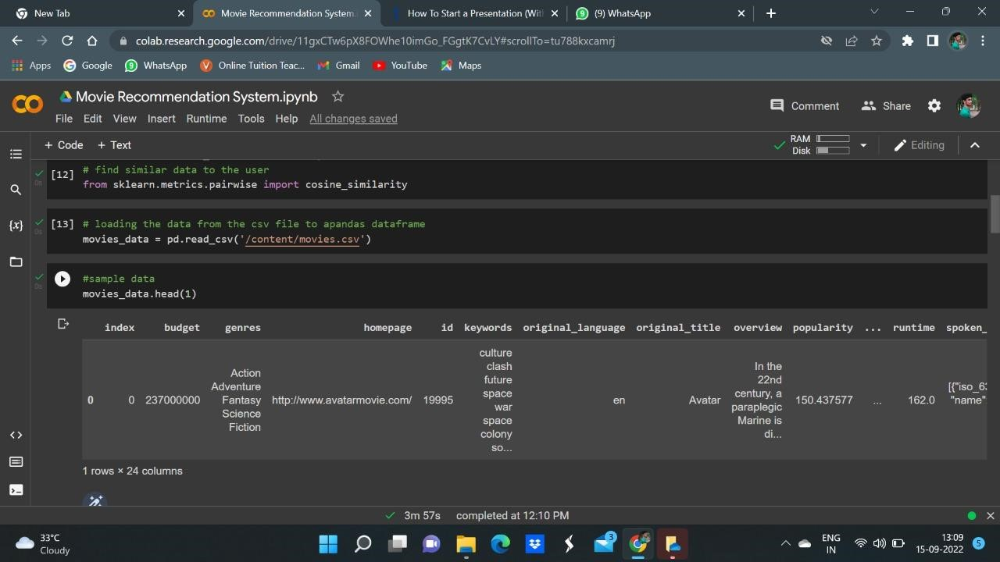 New Tab
Movie Recommendation System.i
How To Start a Presentation (Wit
(9) WhatsApp
colab.research.google.com/drive/11gxCTw6pX8FOWhe10imGo_FGgtK7CvLY#scrollTo=tu788kxcamrj
Apps
Google
WhatsApp
Online Tuition Teac...
Gmail
YouTube
Maps
Movie Recommendation System.ipynb
Comment
Share
File Edit View Insert Runtime Tools Help All changes saved
+ Code + Text
RAM
Disk
Editing
[12] # find similar data to the user
from sklearn.metrics.pairwise import cosine_similarity
[13] # loading the data from the csv file to apandas dataframe
movies_data = pd.read_csv('/content/movies.csv')
#sample data
movies_data.head(1)
index budget genres homepage id keywords original_language original_title overview popularity ... runtime spoken_
0 0 237000000 Action Adventure Fantasy Science Fiction http://www.avatarmovie.com/ 19995 culture clash future space war space colony so... en Avatar In the 22nd century, a paraplegic Marine is di... 150.437577 ... 162.0 [{"iso_63 "name"
1 rows × 24 columns
3m 57s completed at 12:10 PM
33°C
Cloudy
3
ENG
IN
13:09
15-09-2022
5